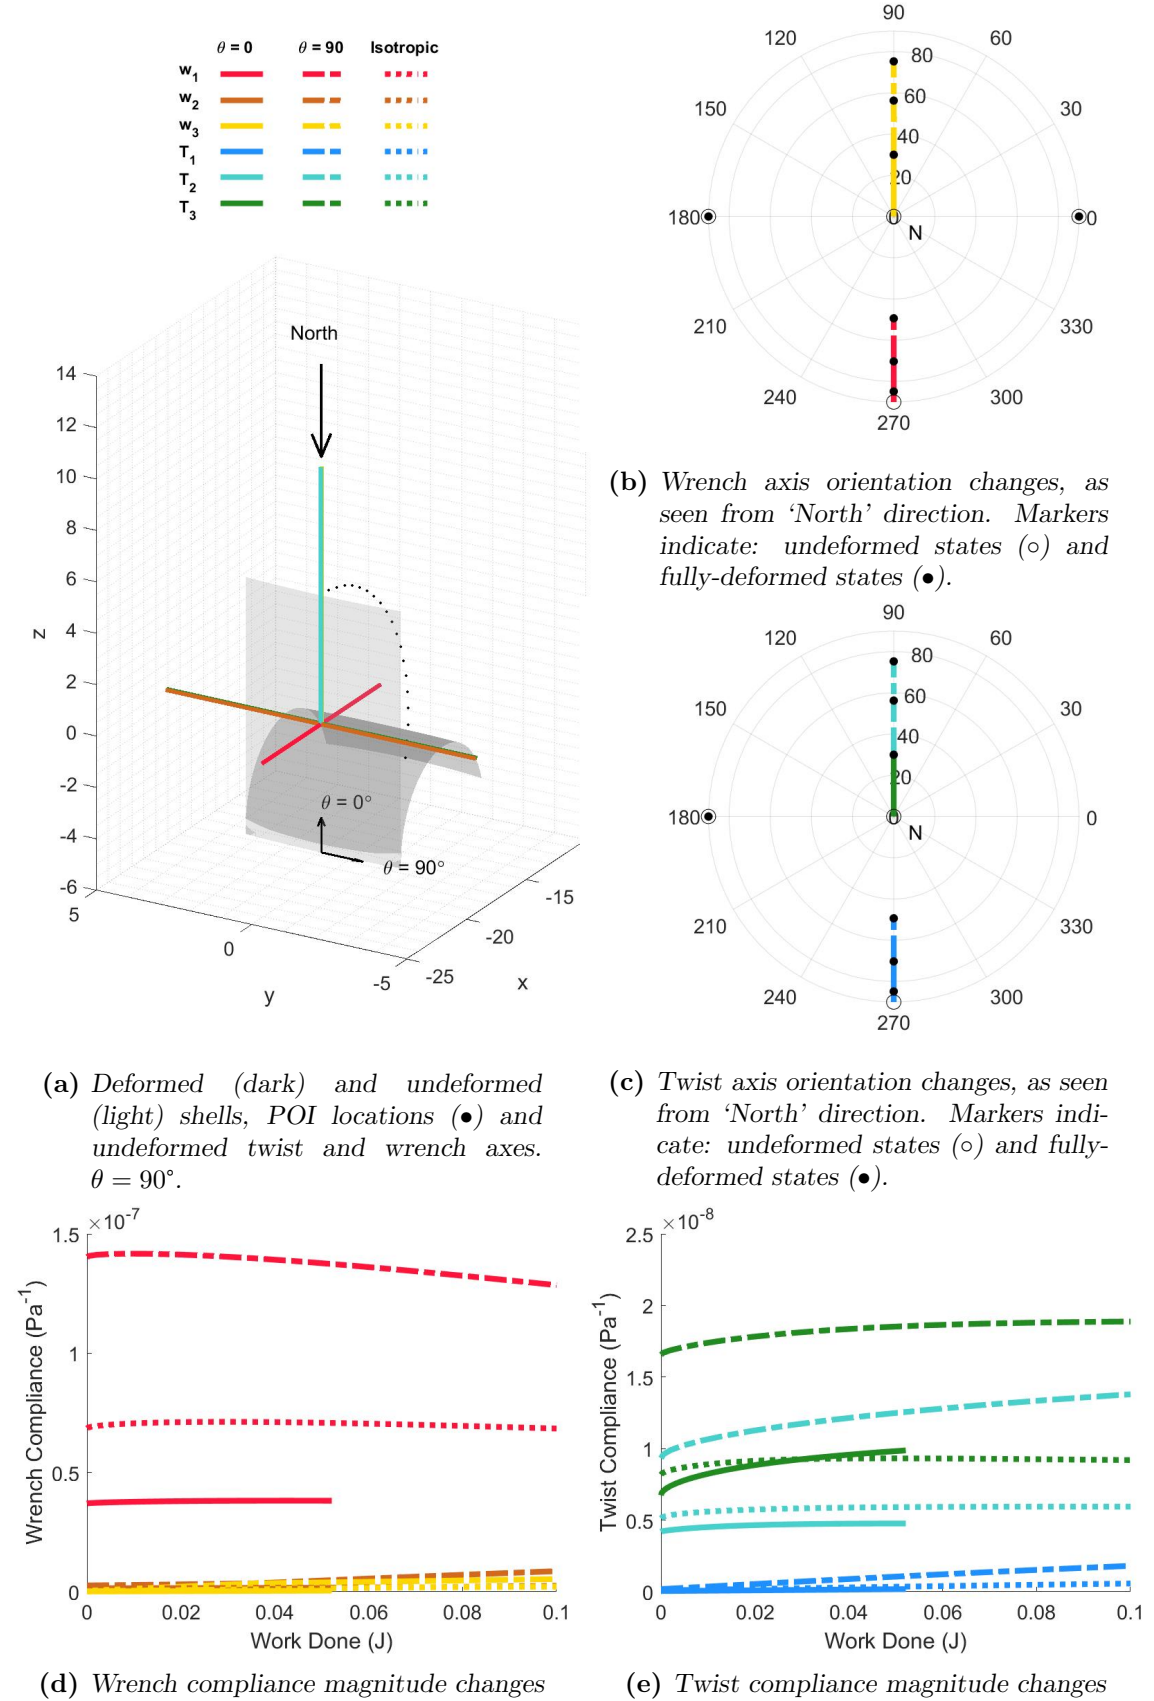 θ = 0 θ = 90 Isotropic
w1
w2
w3
T1
T2
T3
North
14
12
10
8
6
4
2
0
-2
-4
-6
z
5
0
-5
y
-25
-20
-15
x
θ = 0°
θ = 90°
(a) Deformed (dark) and undeformed
(light) shells, POI locations (●) and
undeformed twist and wrench axes.
θ = 90°.
90
120 60
80
60
150 30
40
20
180 0 0
N
210 330
240 300
270
(b) Wrench axis orientation changes, as
seen from ‘North’ direction. Markers
indicate: undeformed states (○) and
fully-deformed states (●).
90
120 60
80
60
150 30
40
20
180 0 0
N
210 330
240 300
270
(c) Twist axis orientation changes, as seen
from ‘North’ direction. Markers indi-
cate: undeformed states (○) and fully-
deformed states (●).
×10-7
1.5
1
0.5
0
Wrench Compliance (Pa-1)
0 0.02 0.04 0.06 0.08 0.1
Work Done (J)
(d) Wrench compliance magnitude changes
×10-8
2.5
2
1.5
1
0.5
0
Twist Compliance (Pa-1)
0 0.02 0.04 0.06 0.08 0.1
Work Done (J)
(e) Twist compliance magnitude changes